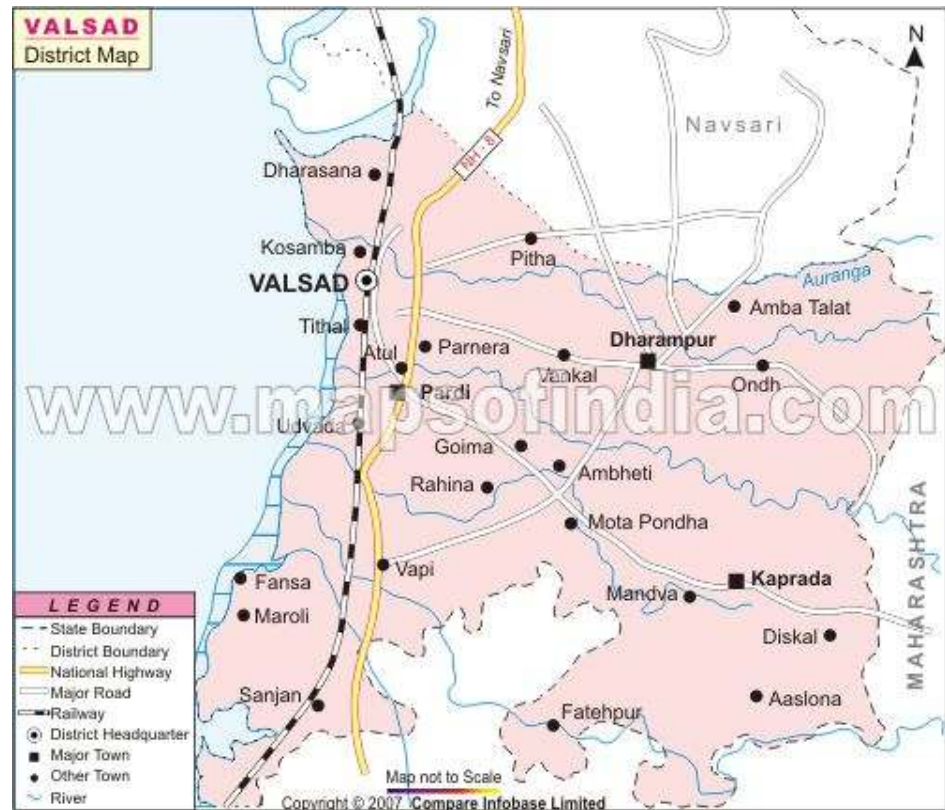 VALSAD
District Map
N
To Navsari
NH - 8
Navsari
Dharasana
Kosamba
Pitha
VALSAD
Auranga
Amba Talat
Tithal
Dharampur
Parnera
Atul
Vankal
Ondh
Pardi
www.mapsofindia.com
Udvada
Goima
Ambheti
Rahina
Mota Pondha
MAHARASHTRA
Vapi
Fansa
Kaprada
Mandva
Maroli
Diskal
Sanjan
Aaslona
Fatehpur
LEGEND
State Boundary
District Boundary
National Highway
Major Road
Railway
District Headquarter
Major Town
Other Town
River
Map not to Scale
Copyright © 2007 Compare Infobase Limited